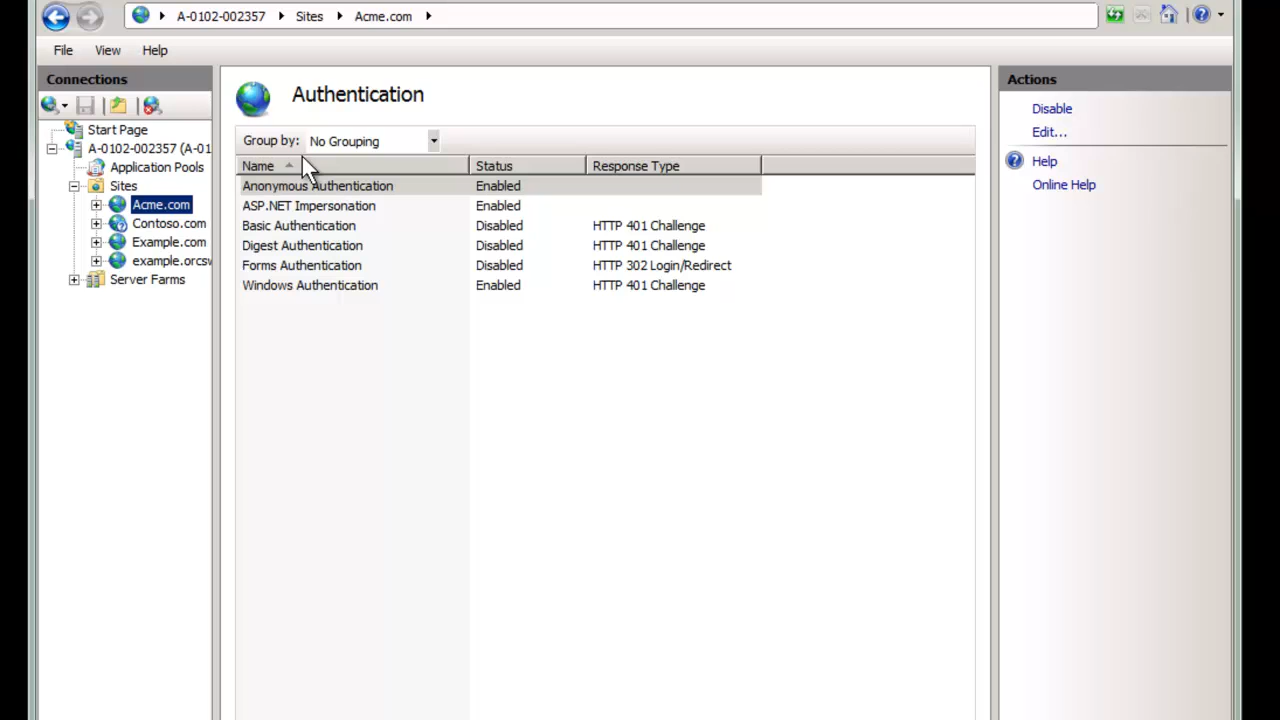 A-0102-002357 Sites Acme.com
File View Help
Connections
Start Page
A-0102-002357 (A-01
Application Pools
Sites
Acme.com
Contoso.com
Example.com
example.orcsw
Server Farms
Authentication
Group by: No Grouping
Name Status Response Type
Anonymous Authentication Enabled
ASP.NET Impersonation Enabled
Basic Authentication Disabled HTTP 401 Challenge
Digest Authentication Disabled HTTP 401 Challenge
Forms Authentication Disabled HTTP 302 Login/Redirect
Windows Authentication Enabled HTTP 401 Challenge
Actions
Disable
Edit...
Help
Online Help